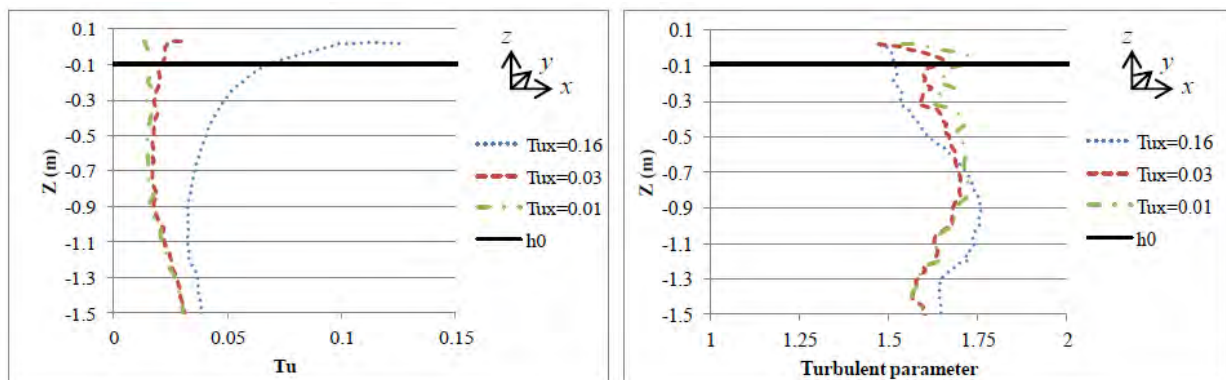 0.1
-0.1
-0.3
-0.5
-0.7
-0.9
-1.1
-1.3
-1.5
Z (m)
0
0.05
0.1
0.15
Tu
z
y
x
Tux=0.16
Tux=0.03
Tux=0.01
h0
0.1
-0.1
-0.3
-0.5
-0.7
-0.9
-1.1
-1.3
-1.5
Z (m)
1
1.25
1.5
1.75
2
Turbulent parameter
z
y
x
Tux=0.16
Tux=0.03
Tux=0.01
h0